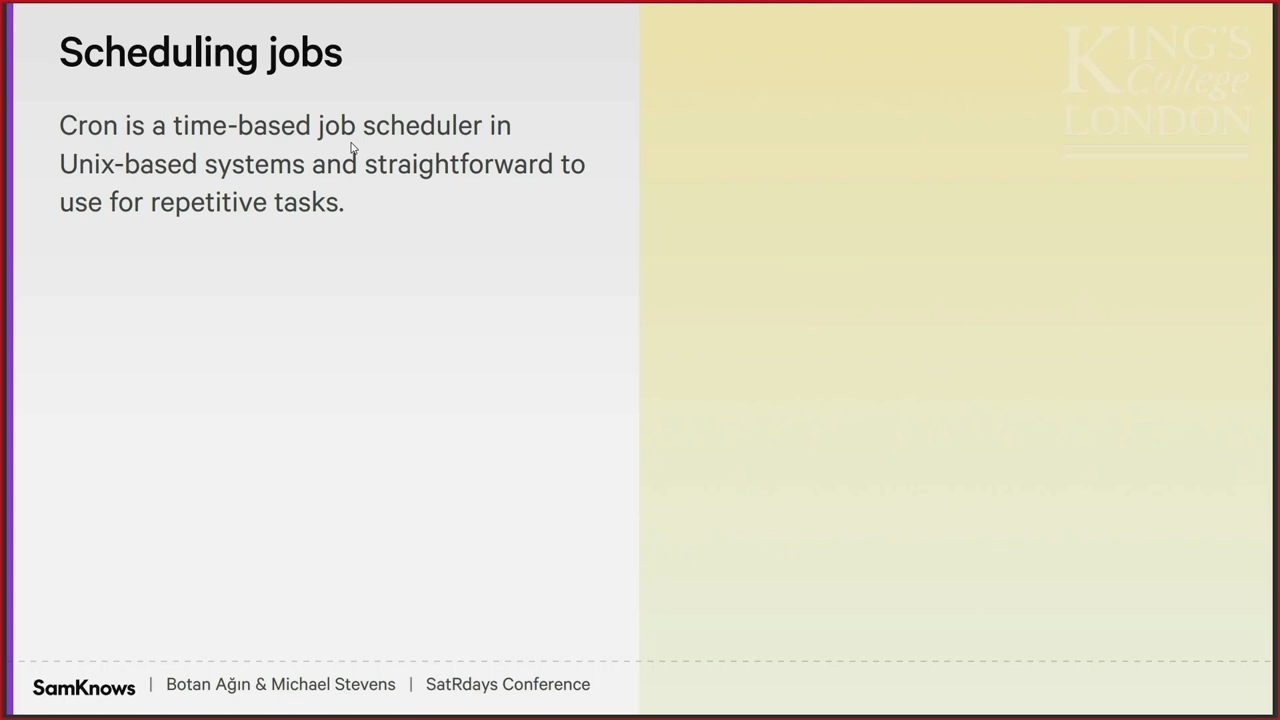 Scheduling jobs
KING'S
College
LONDON
Cron is a time-based job scheduler in
Unix-based systems and straightforward to
use for repetitive tasks.
SamKnows | Botan Ağın & Michael Stevens | SatRdays Conference